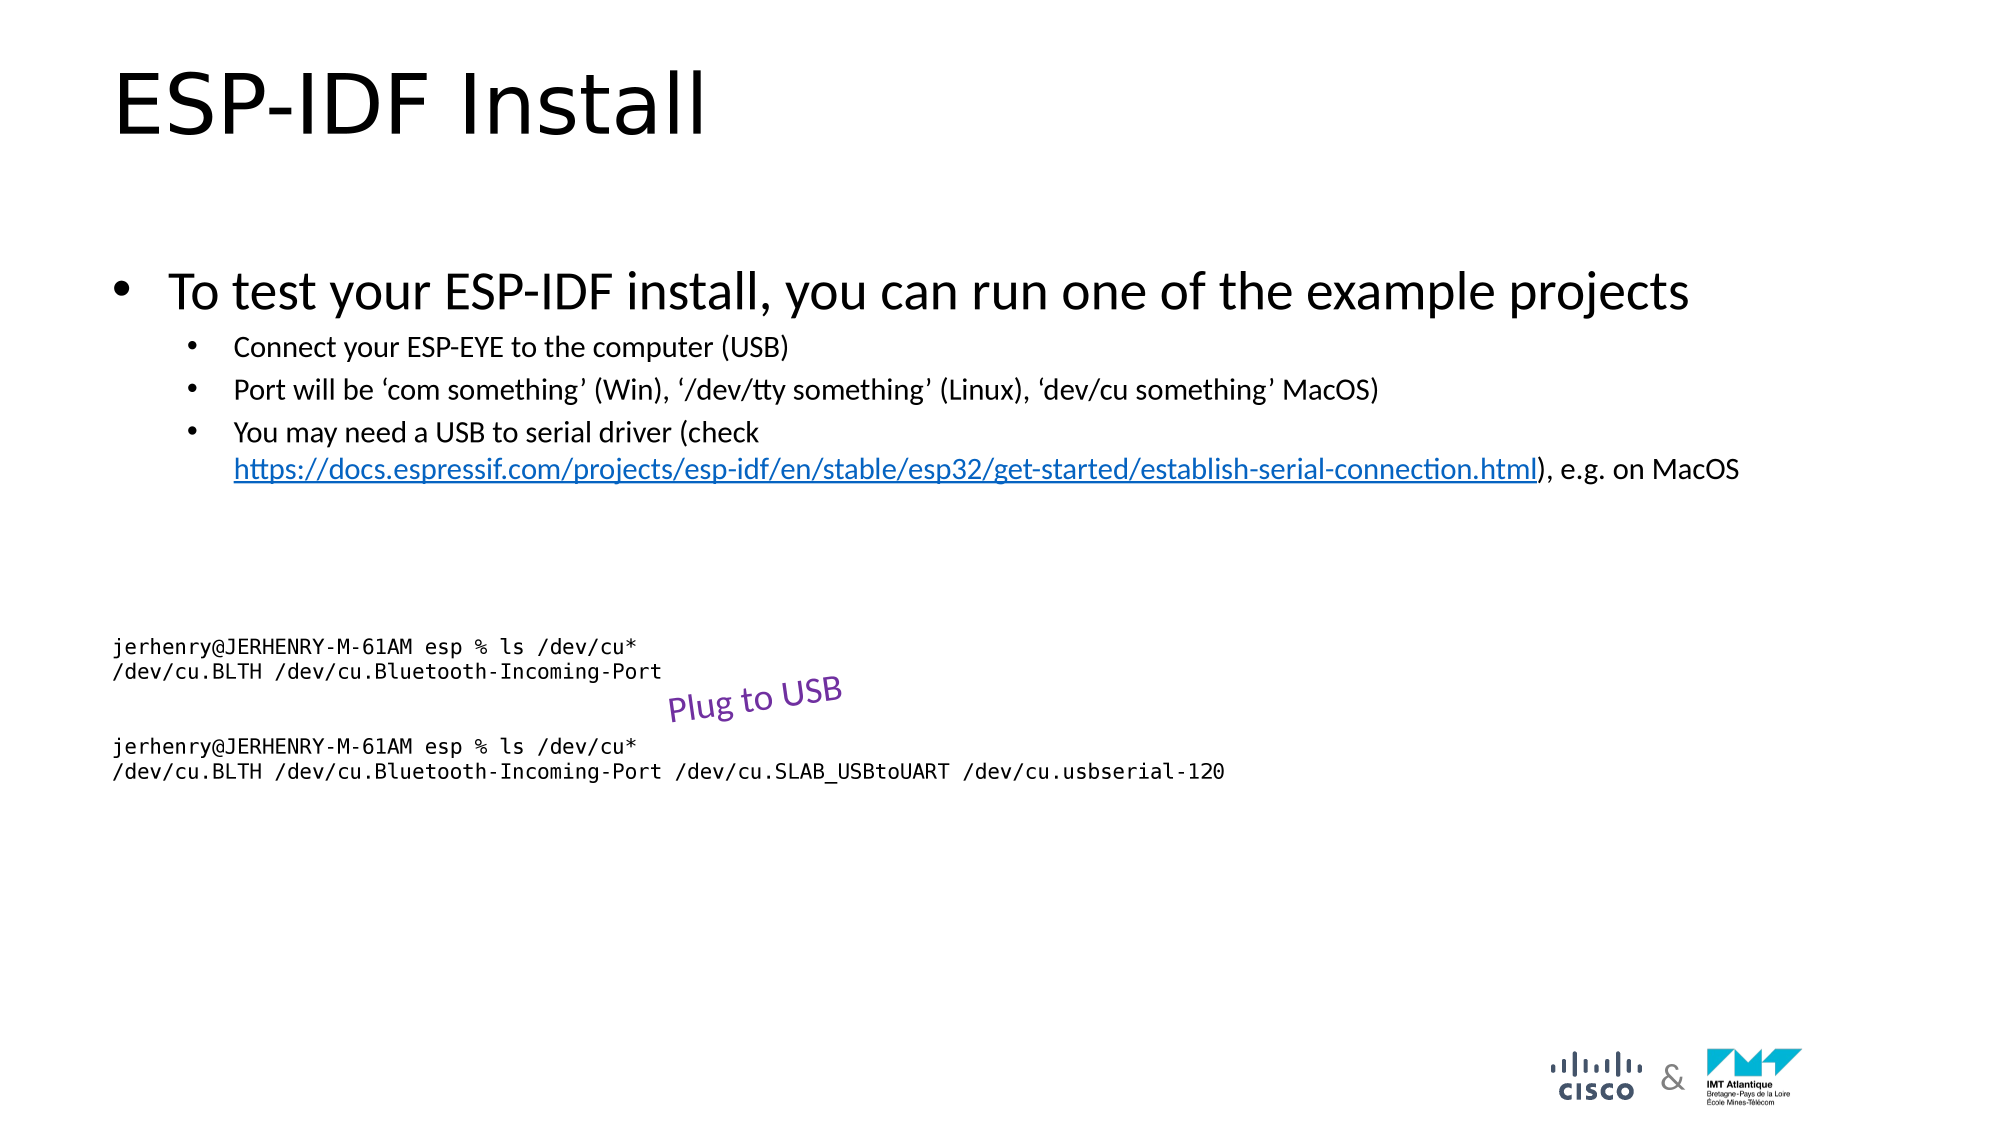 ESP-IDF Install
• To test your ESP-IDF install, you can run one of the example projects
• Connect your ESP-EYE to the computer (USB)
• Port will be ‘com something’ (Win), ‘/dev/tty something’ (Linux), ‘dev/cu something’ MacOS)
• You may need a USB to serial driver (check
https://docs.espressif.com/projects/esp-idf/en/stable/esp32/get-started/establish-serial-connection.html), e.g. on MacOS
jerhenry@JERHENRY-M-61AM esp % ls /dev/cu*
/dev/cu.BLTH /dev/cu.Bluetooth-Incoming-Port
Plug to USB
jerhenry@JERHENRY-M-61AM esp % ls /dev/cu*
/dev/cu.BLTH /dev/cu.Bluetooth-Incoming-Port /dev/cu.SLAB_USBtoUART /dev/cu.usbserial-120
CISCO & IMT Atlantique
Bretagne-Pays de la Loire
École Mines-Télécom